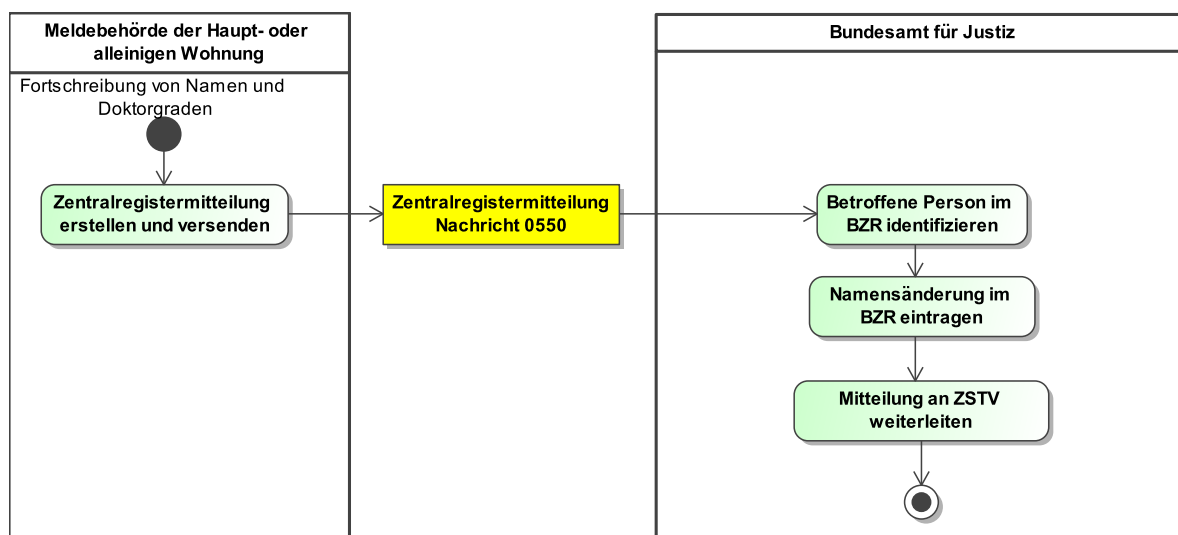 Meldebehörde der Haupt- oder
alleinigen Wohnung
Fortschreibung von Namen und
Doktorgraden
Zentralregistermitteilung
erstellen und versenden
Zentralregistermitteilung
Nachricht 0550
Bundesamt für Justiz
Betroffene Person im
BZR identifizieren
Namensänderung im
BZR eintragen
Mitteilung an ZSTV
weiterleiten